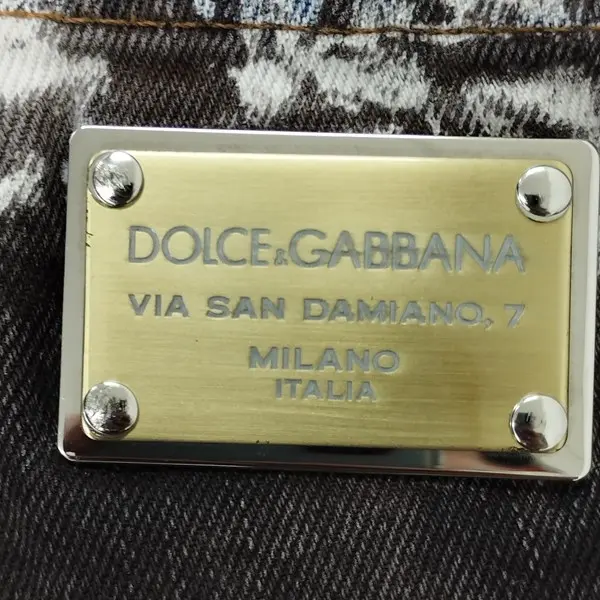 DOLCE&GABBANA
VIA SAN DAMIANO, 7
MILANO
ITALIA